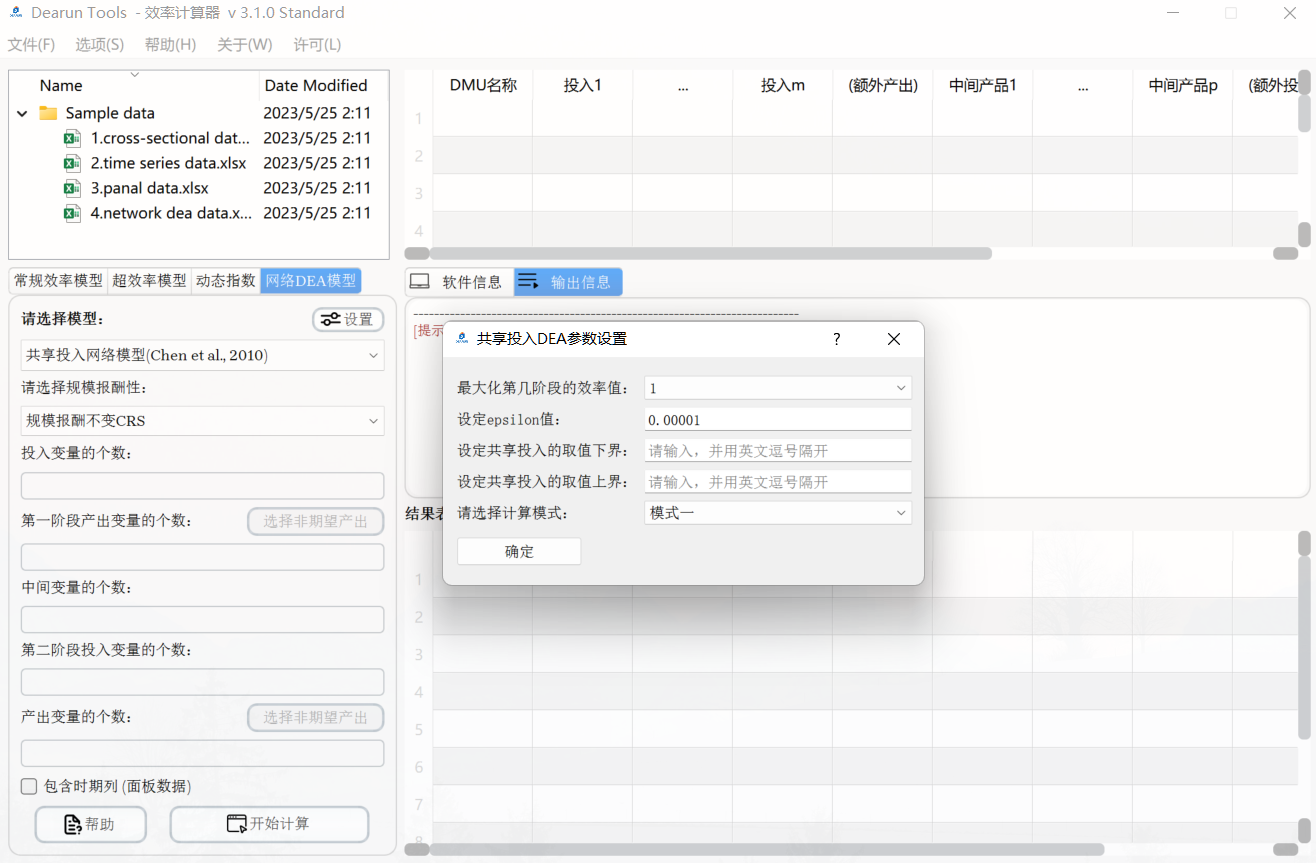 Dearun Tools - 效率计算器 v 3.1.0 Standard
文件(F) 选项(S) 帮助(H) 关于(W) 许可(L)
Name Date Modified
Sample data 2023/5/25 2:11
1.cross-sectional dat... 2023/5/25 2:11
2.time series data.xlsx 2023/5/25 2:11
3.panal data.xlsx 2023/5/25 2:11
4.network dea data.x... 2023/5/25 2:11
DMU名称 投入1 ... 投入m (额外产出) 中间产品1 ... 中间产品p (额外投
1
2
3
4
常规效率模型 超效率模型 动态指数 网络DEA模型
请选择模型: 设置
共享投入网络模型(Chen et al., 2010)
请选择规模报酬性:
规模报酬不变CRS
投入变量的个数:
第一阶段产出变量的个数: 选择非期望产出
中间变量的个数:
第二阶段投入变量的个数:
产出变量的个数: 选择非期望产出
包含时期列 (面板数据)
帮助 开始计算
软件信息 输出信息
--------------------------------------------------------------------------------
[提示
共享投入DEA参数设置 ?
最大化第几阶段的效率值: 1
设定epsilon值: 0.00001
设定共享投入的取值下界: 请输入，并用英文逗号隔开
设定共享投入的取值上界: 请输入，并用英文逗号隔开
请选择计算模式: 模式一
确定
结果
1
2
3
4
5
6
7
8